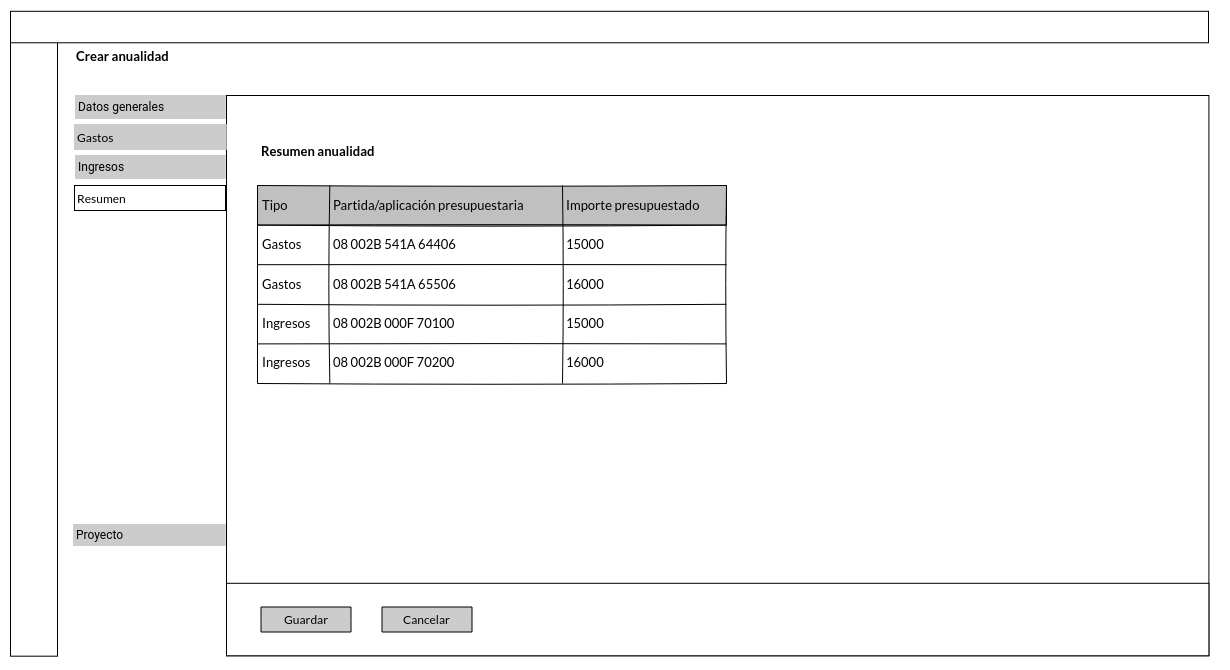 Crear anualidad
Datos generales
Gastos
Ingresos
Resumen
Proyecto
Resumen anualidad
Tipo Partida/aplicación presupuestaria Importe presupuestado
Gastos 08 002B 541A 64406 15000
Gastos 08 002B 541A 65506 16000
Ingresos 08 002B 000F 70100 15000
Ingresos 08 002B 000F 70200 16000
Guardar Cancelar